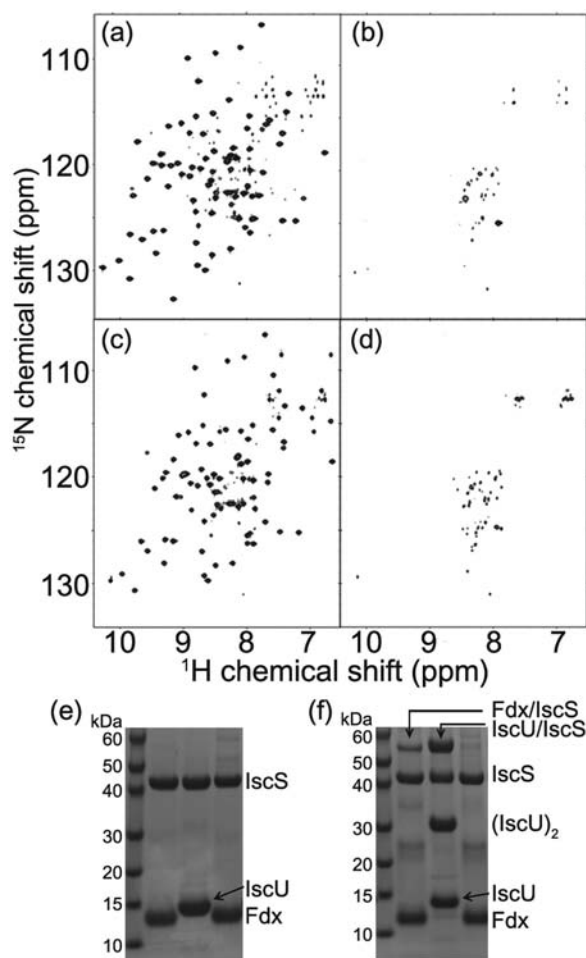 (a) (b)
110
120
130
(c) (d)
110
120
130
15N chemical shift (ppm)
10 9 8 7 10 9 8 7
1H chemical shift (ppm)
(e)
kDa
60
50
40
30
20
15
10
IscS
IscU
Fdx
(f)
kDa
60
50
40
30
20
15
10
Fdx/IscS
IscU/IscS
IscS
(IscU)2
IscU
Fdx